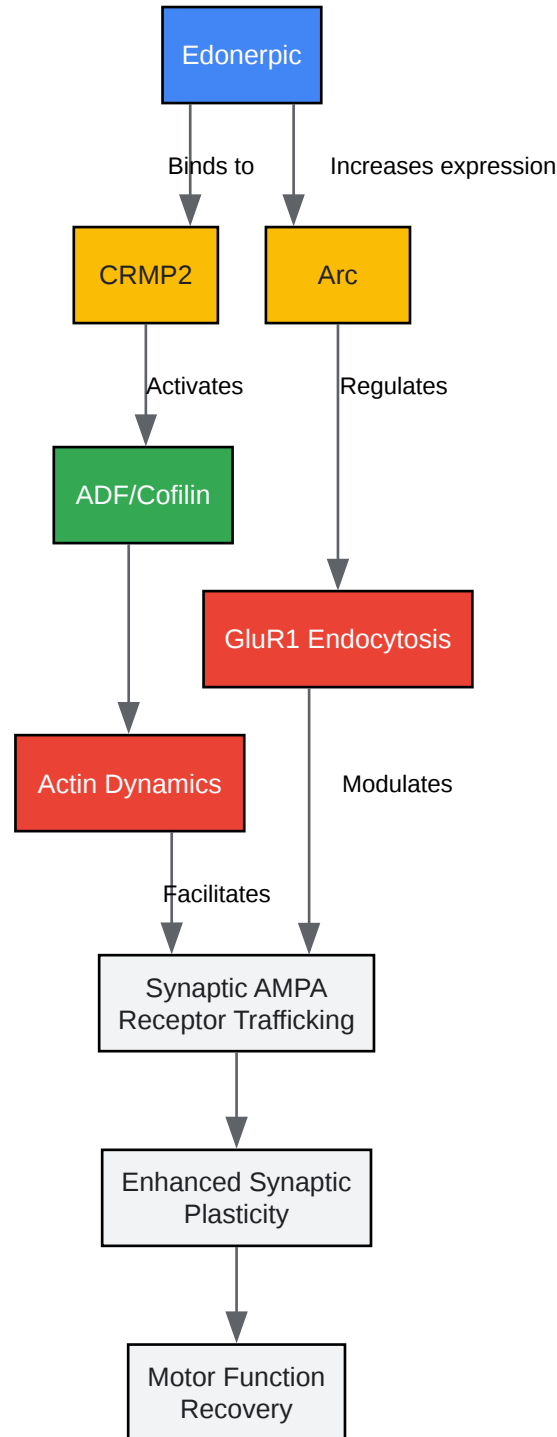 Edonerpic
Binds to
Increases expression
CRMP2
Arc
Activates
Regulates
ADF/Cofilin
GluR1 Endocytosis
Actin Dynamics
Modulates
Facilitates
Synaptic AMPA
Receptor Trafficking
Enhanced Synaptic
Plasticity
Motor Function
Recovery